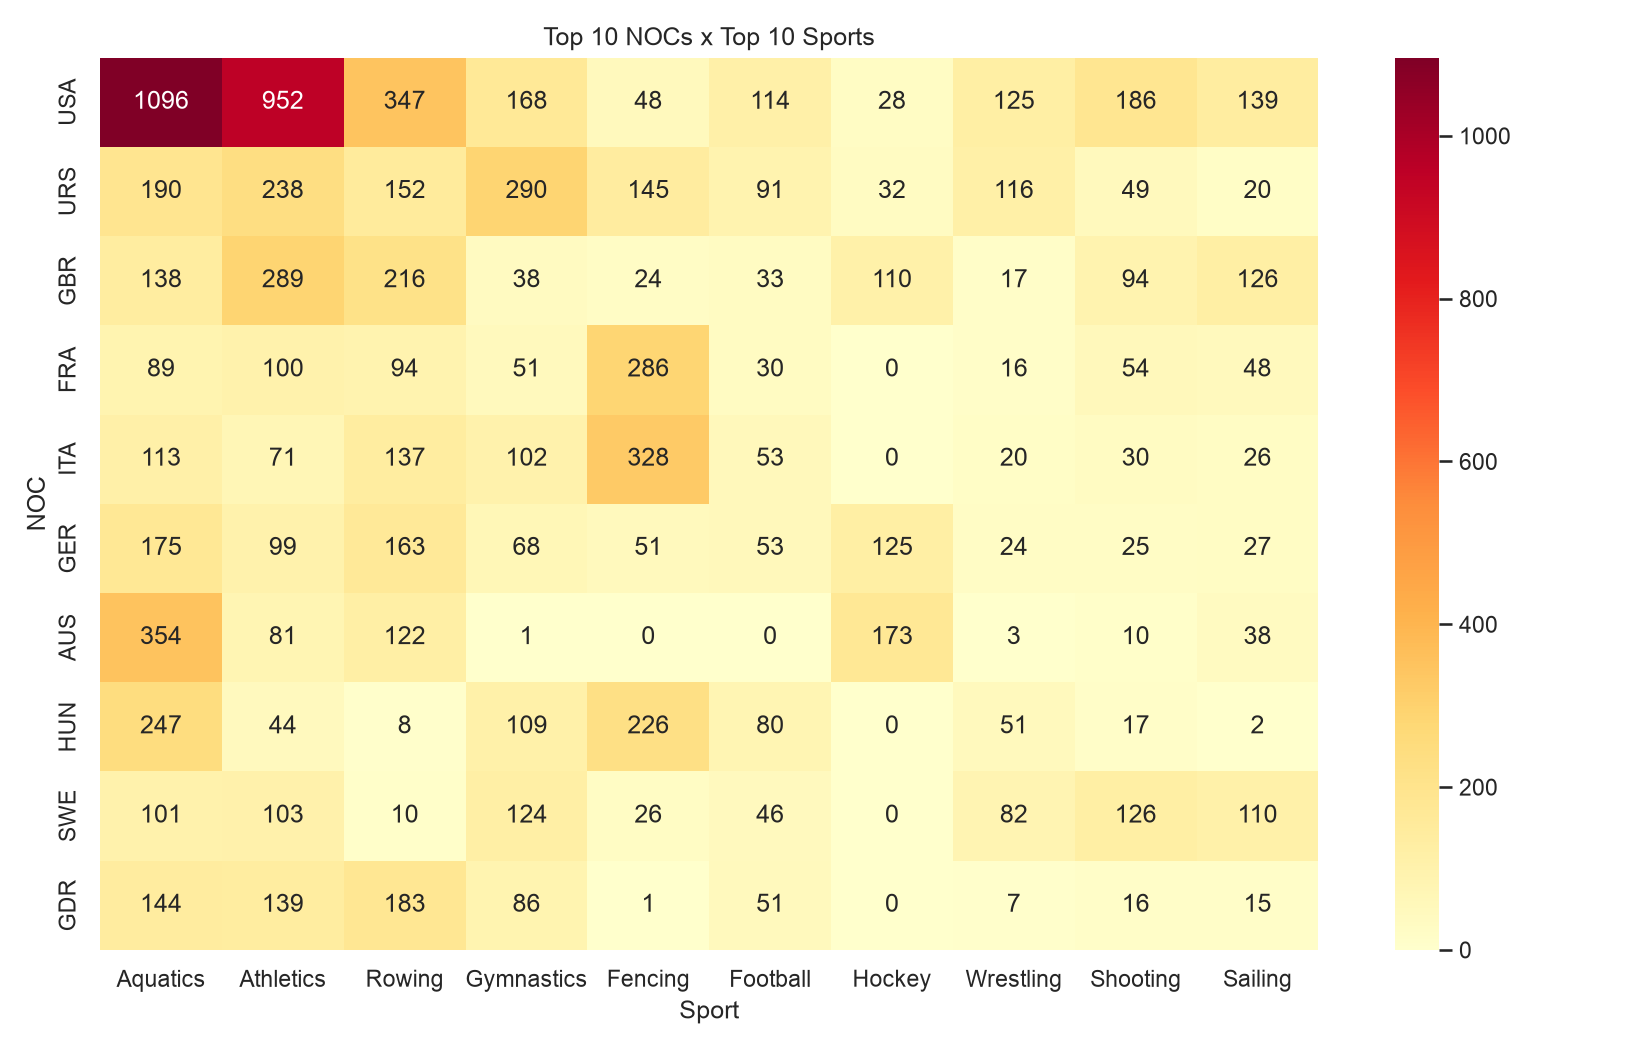 Top 10 NOCs x Top 10 Sports
NOC
USA 1096 952 347 168 48 114 28 125 186 139
URS 190 238 152 290 145 91 32 116 49 20
GBR 138 289 216 38 24 33 110 17 94 126
FRA 89 100 94 51 286 30 0 16 54 48
ITA 113 71 137 102 328 53 0 20 30 26
GER 175 99 163 68 51 53 125 24 25 27
AUS 354 81 122 1 0 0 173 3 10 38
HUN 247 44 8 109 226 80 0 51 17 2
SWE 101 103 10 124 26 46 0 82 126 110
GDR 144 139 183 86 1 51 0 7 16 15
Aquatics Athletics Rowing Gymnastics Fencing Football Hockey Wrestling Shooting Sailing
Sport
1000
800
600
400
200
0